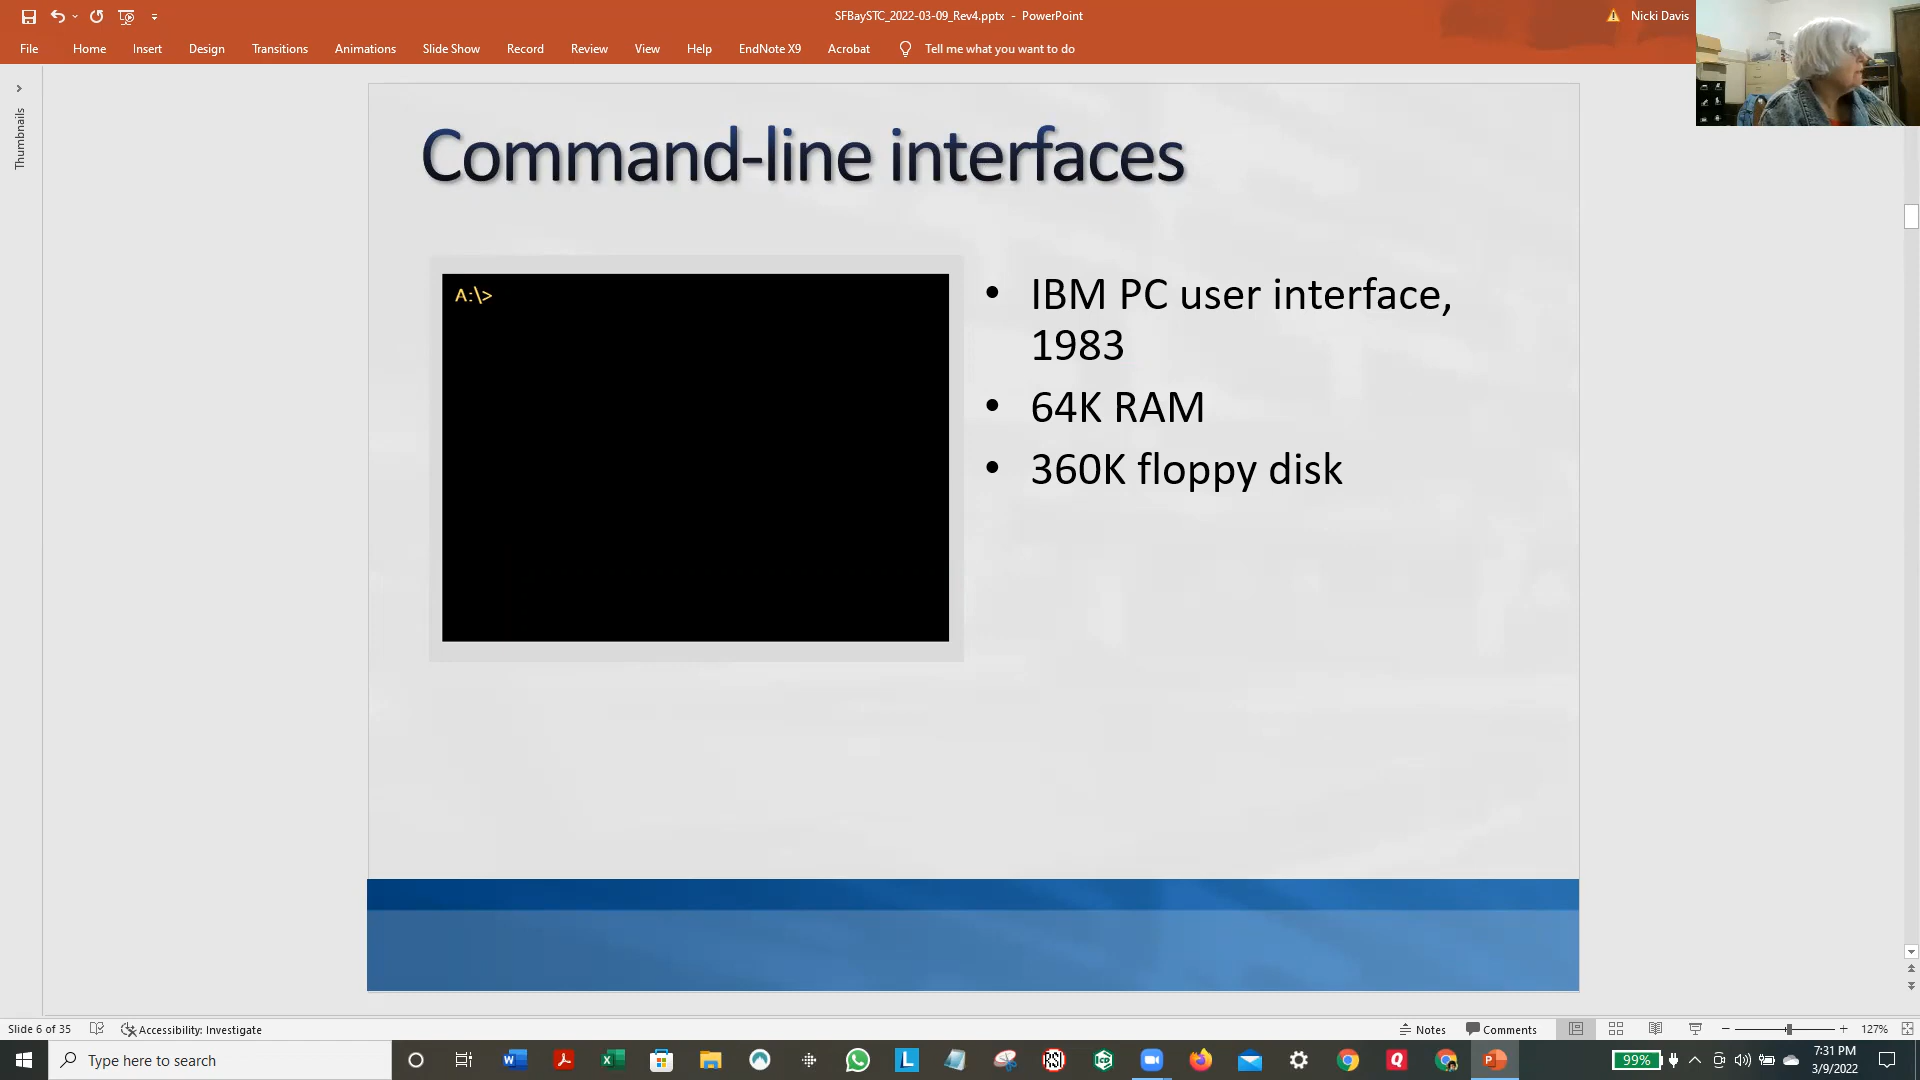 SFBaySTC_2022-03-09_Rev4.pptx - PowerPoint
Nicki Davis
File Home Insert Design Transitions Animations Slide Show Record Review View Help EndNote X9 Acrobat Tell me what you want to do
Thumbnails
Command-line interfaces
A:\>
• IBM PC user interface,
1983
• 64K RAM
• 360K floppy disk
Slide 6 of 35 Accessibility: Investigate Notes Comments 127%
Type here to search
99%
7:31 PM
3/9/2022